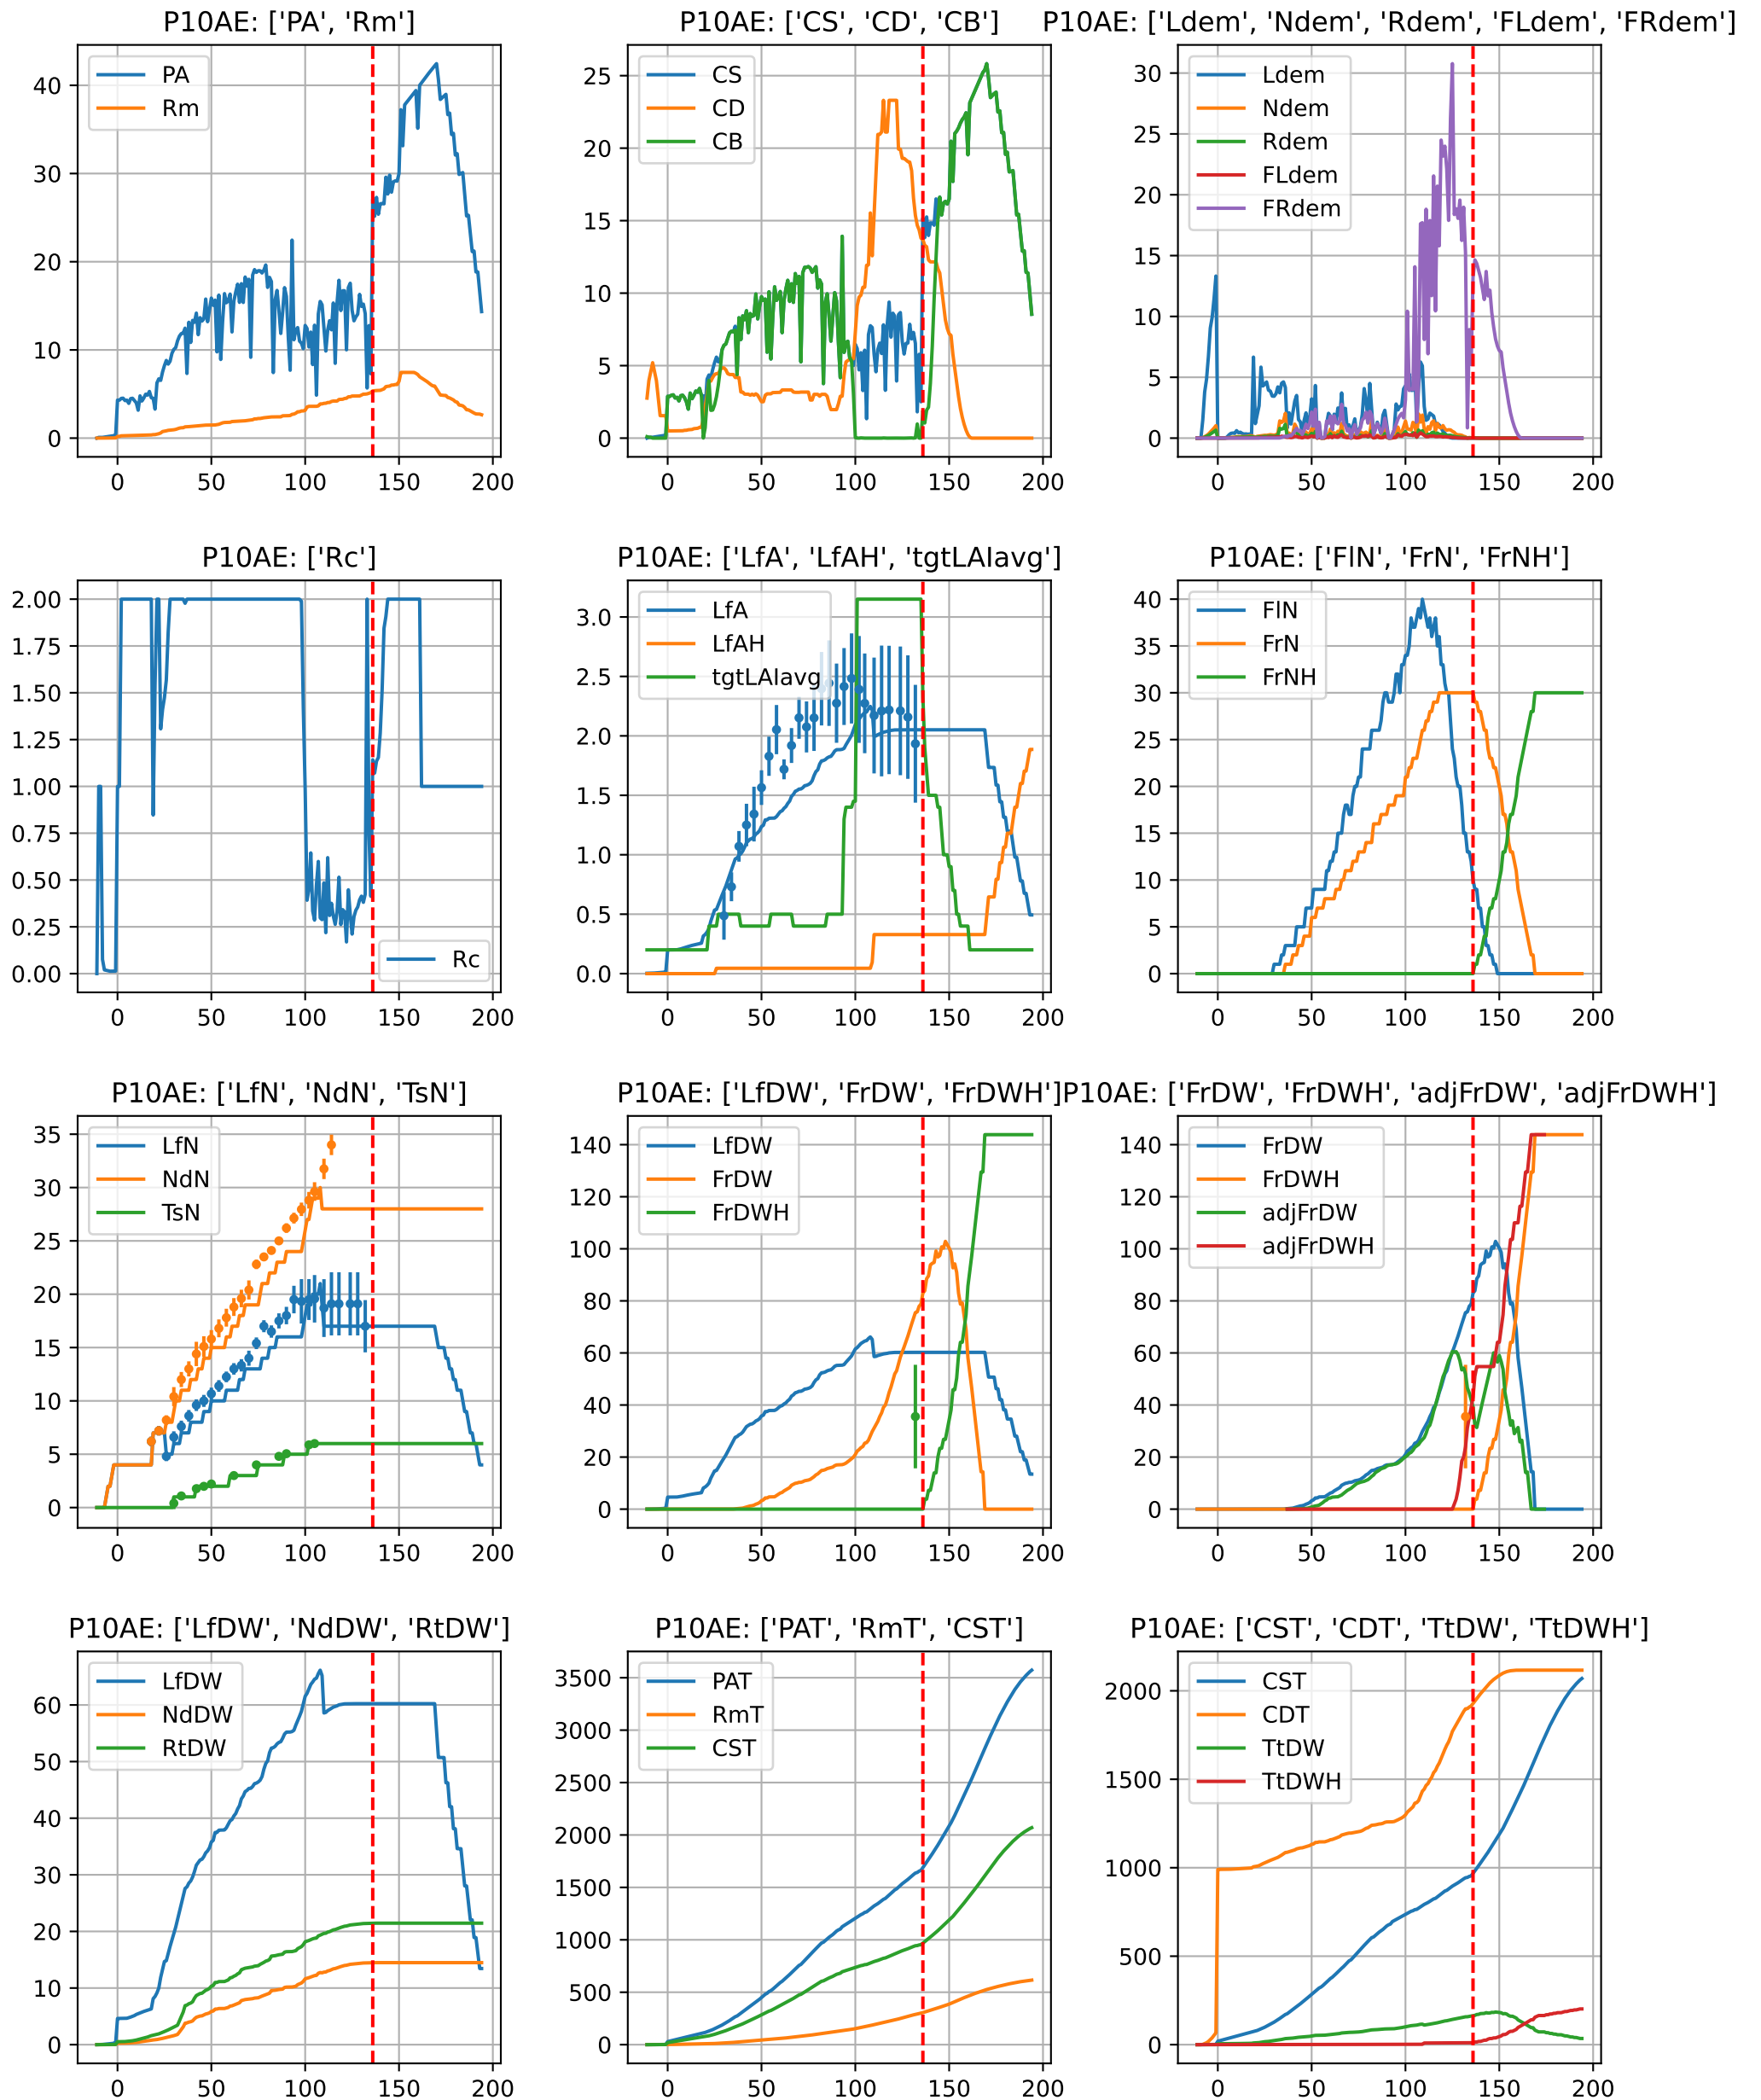 P10AE: ['PA', 'Rm']
PA
Rm
40
30
20
10
0
0 50 100 150 200
P10AE: ['CS', 'CD', 'CB']
CS
CD
CB
25
20
15
10
5
0
0 50 100 150 200
P10AE: ['Ldem', 'Ndem', 'Rdem', 'FLdem', 'FRdem']
Ldem
Ndem
Rdem
FLdem
FRdem
30
25
20
15
10
5
0
0 50 100 150 200
P10AE: ['Rc']
2.00
1.75
1.50
1.25
1.00
0.75
0.50
0.25
0.00
Rc
0 50 100 150 200
P10AE: ['LfA', 'LfAH', 'tgtLAIavg']
LfA
LfAH
tgtLAIavg
3.0
2.5
2.0
1.5
1.0
0.5
0.0
0 50 100 150 200
P10AE: ['FlN', 'FrN', 'FrNH']
FlN
FrN
FrNH
40
35
30
25
20
15
10
5
0
0 50 100 150 200
P10AE: ['LfN', 'NdN', 'TsN']
LfN
NdN
TsN
35
30
25
20
15
10
5
0
0 50 100 150 200
P10AE: ['LfDW', 'FrDW', 'FrDWH']
LfDW
FrDW
FrDWH
140
120
100
80
60
40
20
0
0 50 100 150 200
P10AE: ['FrDW', 'FrDWH', 'adjFrDW', 'adjFrDWH']
FrDW
FrDWH
adjFrDW
adjFrDWH
140
120
100
80
60
40
20
0
0 50 100 150 200
P10AE: ['LfDW', 'NdDW', 'RtDW']
LfDW
NdDW
RtDW
60
50
40
30
20
10
0
0 50 100 150 200
P10AE: ['PAT', 'RmT', 'CST']
PAT
RmT
CST
3500
3000
2500
2000
1500
1000
500
0
0 50 100 150 200
P10AE: ['CST', 'CDT', 'TtDW', 'TtDWH']
CST
CDT
TtDW
TtDWH
2000
1500
1000
500
0
0 50 100 150 200